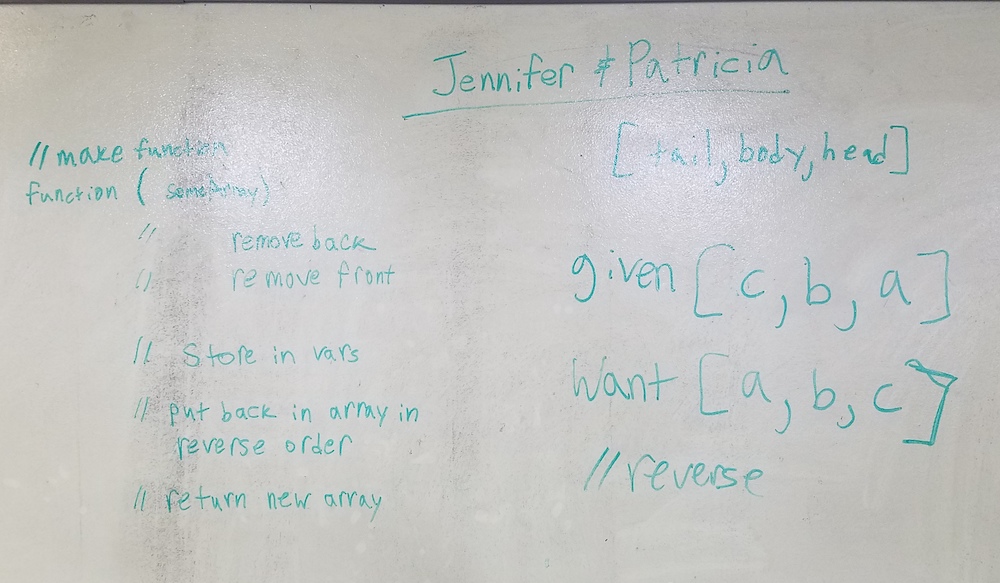 Jennifer & Patricia
// make function
function ( someArray)
// remove back
// remove front
// Store in vars
// put back in array in
reverse order
// return new array
[ tail, body, head ]
given [ c, b, a ]
Want [ a, b, c ]
// reverse